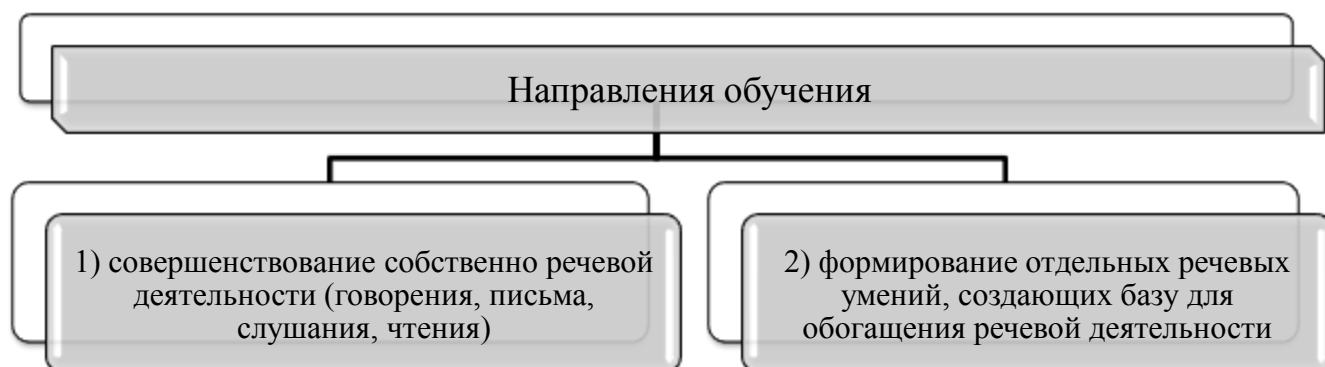 Направления обучения
1) совершенствование собственно речевой
деятельности (говорения, письма,
слушания, чтения)
2) формирование отдельных речевых
умений, создающих базу для
обогащения речевой деятельности